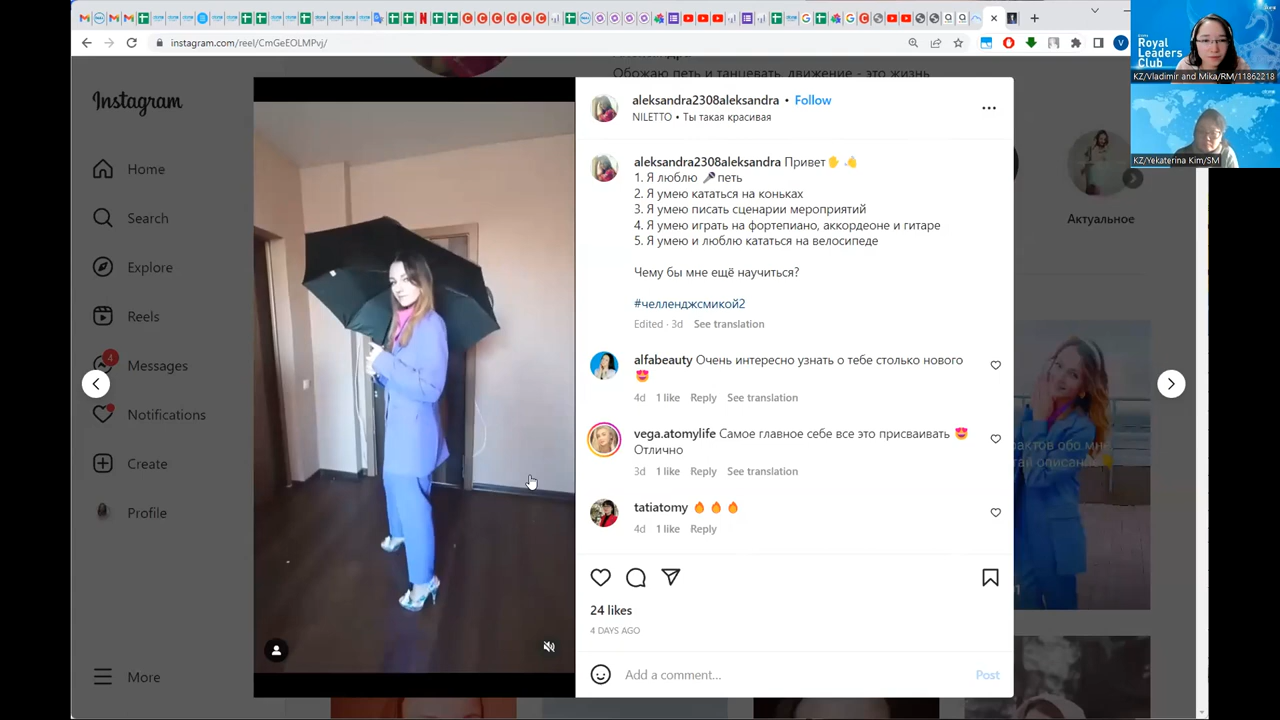 instagram.com/reel/CmGeEOLMPvj/
V
Royal
Leaders
Club
KZ/Vladimir and Mika/RM/11862218
KZ/Yekaterina Kim/SM
Обожаю петь и танцевать, движение - это жизнь
Instagram
Home
Search
Explore
Reels
4
Messages
Notifications
Create
Profile
More
aleksandra2308aleksandra • Follow
NILETTO • Ты такая красивая
aleksandra2308aleksandra Привет🖐 👋
1. Я люблю 🎤петь
2. Я умею кататься на коньках
3. Я умею писать сценарии мероприятий
4. Я умею играть на фортепиано, аккордеоне и гитаре
5. Я умею и люблю кататься на велосипеде
Чему бы мне ещё научиться?
#челленджсмикой2
Edited · 3d See translation
alfabeauty Очень интересно узнать о тебе столько нового
😍
4d 1 like Reply See translation
vega.atomylife Самое главное себе все это присваивать 😍
Отлично
3d 1 like Reply See translation
tatiatomy 🔥 🔥 🔥
4d 1 like Reply
24 likes
4 DAYS AGO
Add a comment...
Post
Актуальное